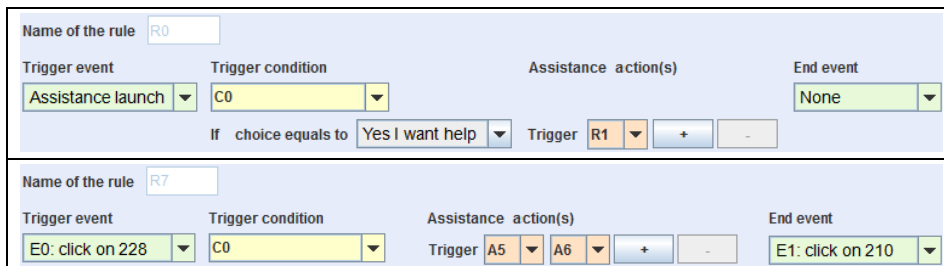 Name of the rule R0
Trigger event Trigger condition Assistance action(s) End event
Assistance launch C0 None
If choice equals to Yes I want help Trigger R1 + -
Name of the rule R7
Trigger event Trigger condition Assistance action(s) End event
E0: click on 228 C0 Trigger A5 A6 + - E1: click on 210